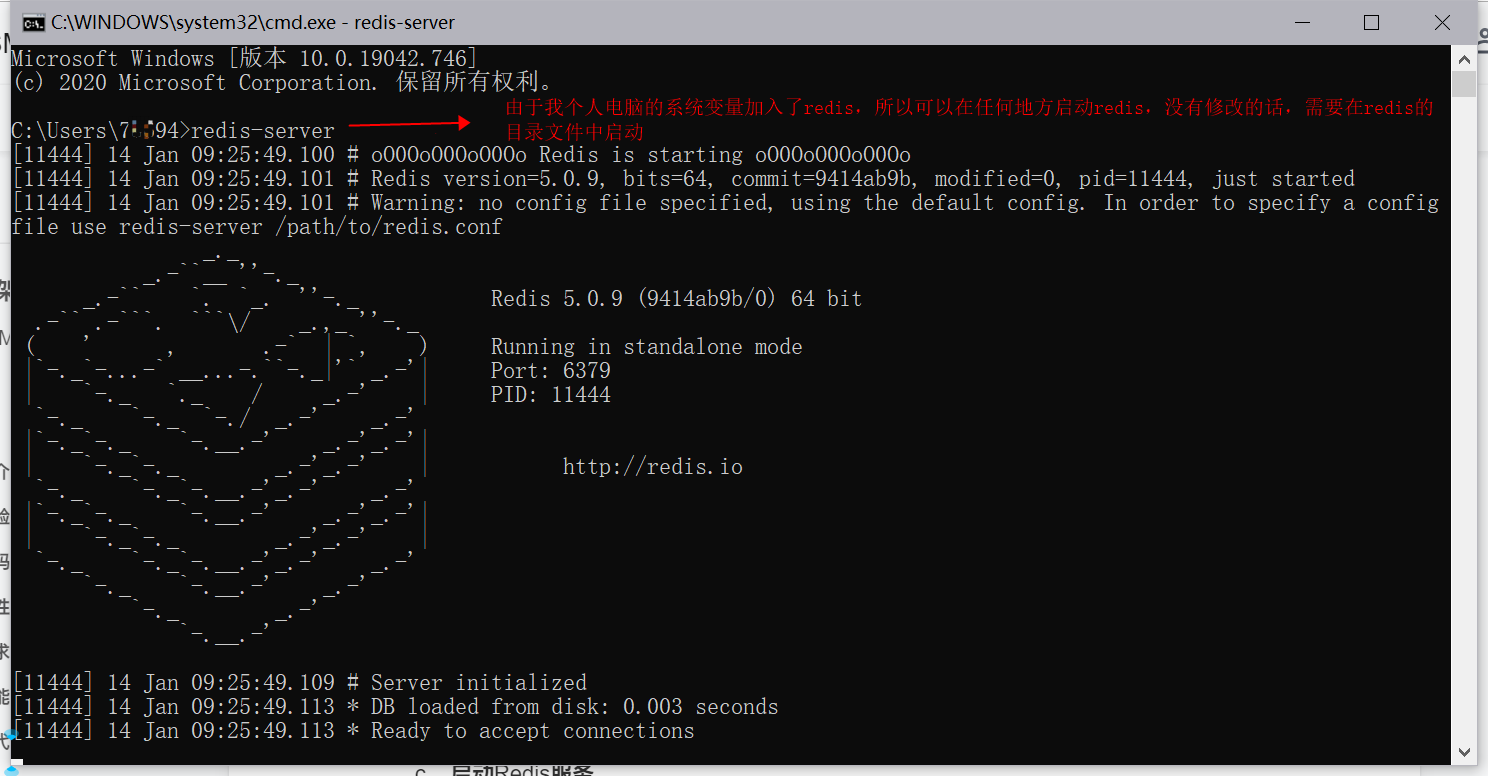 C:\WINDOWS\system32\cmd.exe - redis-server
Microsoft Windows [版本 10.0.19042.746]
(c) 2020 Microsoft Corporation. 保留所有权利。
由于我个人电脑的系统变量加入了redis，所以可以在任何地方启动redis，没有修改的话，需要在redis的
目录文件中启动
C:\Users\7 94>redis-server
[11444] 14 Jan 09:25:49.100 # oO0OoO0OoO0Oo Redis is starting oO0OoO0OoO0Oo
[11444] 14 Jan 09:25:49.101 # Redis version=5.0.9, bits=64, commit=9414ab9b, modified=0, pid=11444, just started
[11444] 14 Jan 09:25:49.101 # Warning: no config file specified, using the default config. In order to specify a config
file use redis-server /path/to/redis.conf
Redis 5.0.9 (9414ab9b/0) 64 bit
Running in standalone mode
Port: 6379
PID: 11444
http://redis.io
[11444] 14 Jan 09:25:49.109 # Server initialized
[11444] 14 Jan 09:25:49.113 * DB loaded from disk: 0.003 seconds
[11444] 14 Jan 09:25:49.113 * Ready to accept connections
启动Redis服务